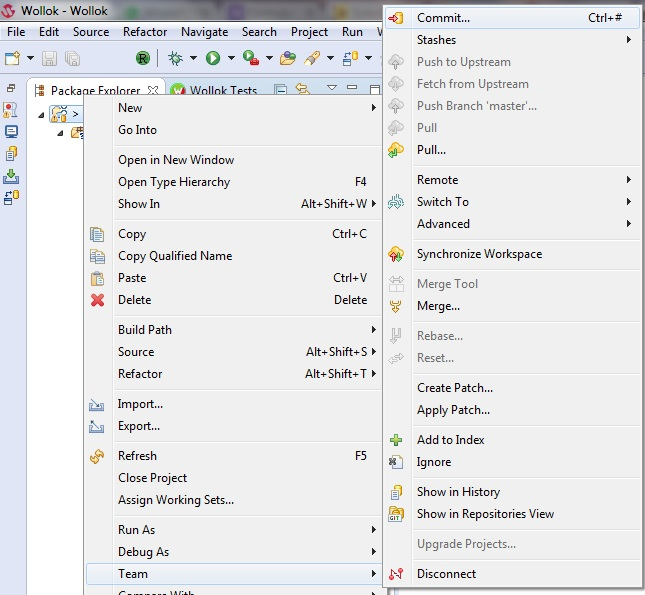 Wollok - Wollok
File Edit Source Refactor Navigate Search Project Run
Package Explorer Wollok Tests
>
New
Go Into
Open in New Window
Open Type Hierarchy F4
Show In Alt+Shift+W
Copy Ctrl+C
Copy Qualified Name
Paste Ctrl+V
Delete Delete
Build Path
Source Alt+Shift+S
Refactor Alt+Shift+T
Import...
Export...
Refresh F5
Close Project
Assign Working Sets...
Run As
Debug As
Team
Compare With
Commit... Ctrl+#
Stashes
Push to Upstream
Fetch from Upstream
Push Branch 'master'...
Pull
Pull...
Remote
Switch To
Advanced
Synchronize Workspace
Merge Tool
Merge...
Rebase...
Reset...
Create Patch...
Apply Patch...
Add to Index
Ignore
Show in History
GIT Show in Repositories View
Upgrade Projects...
Disconnect